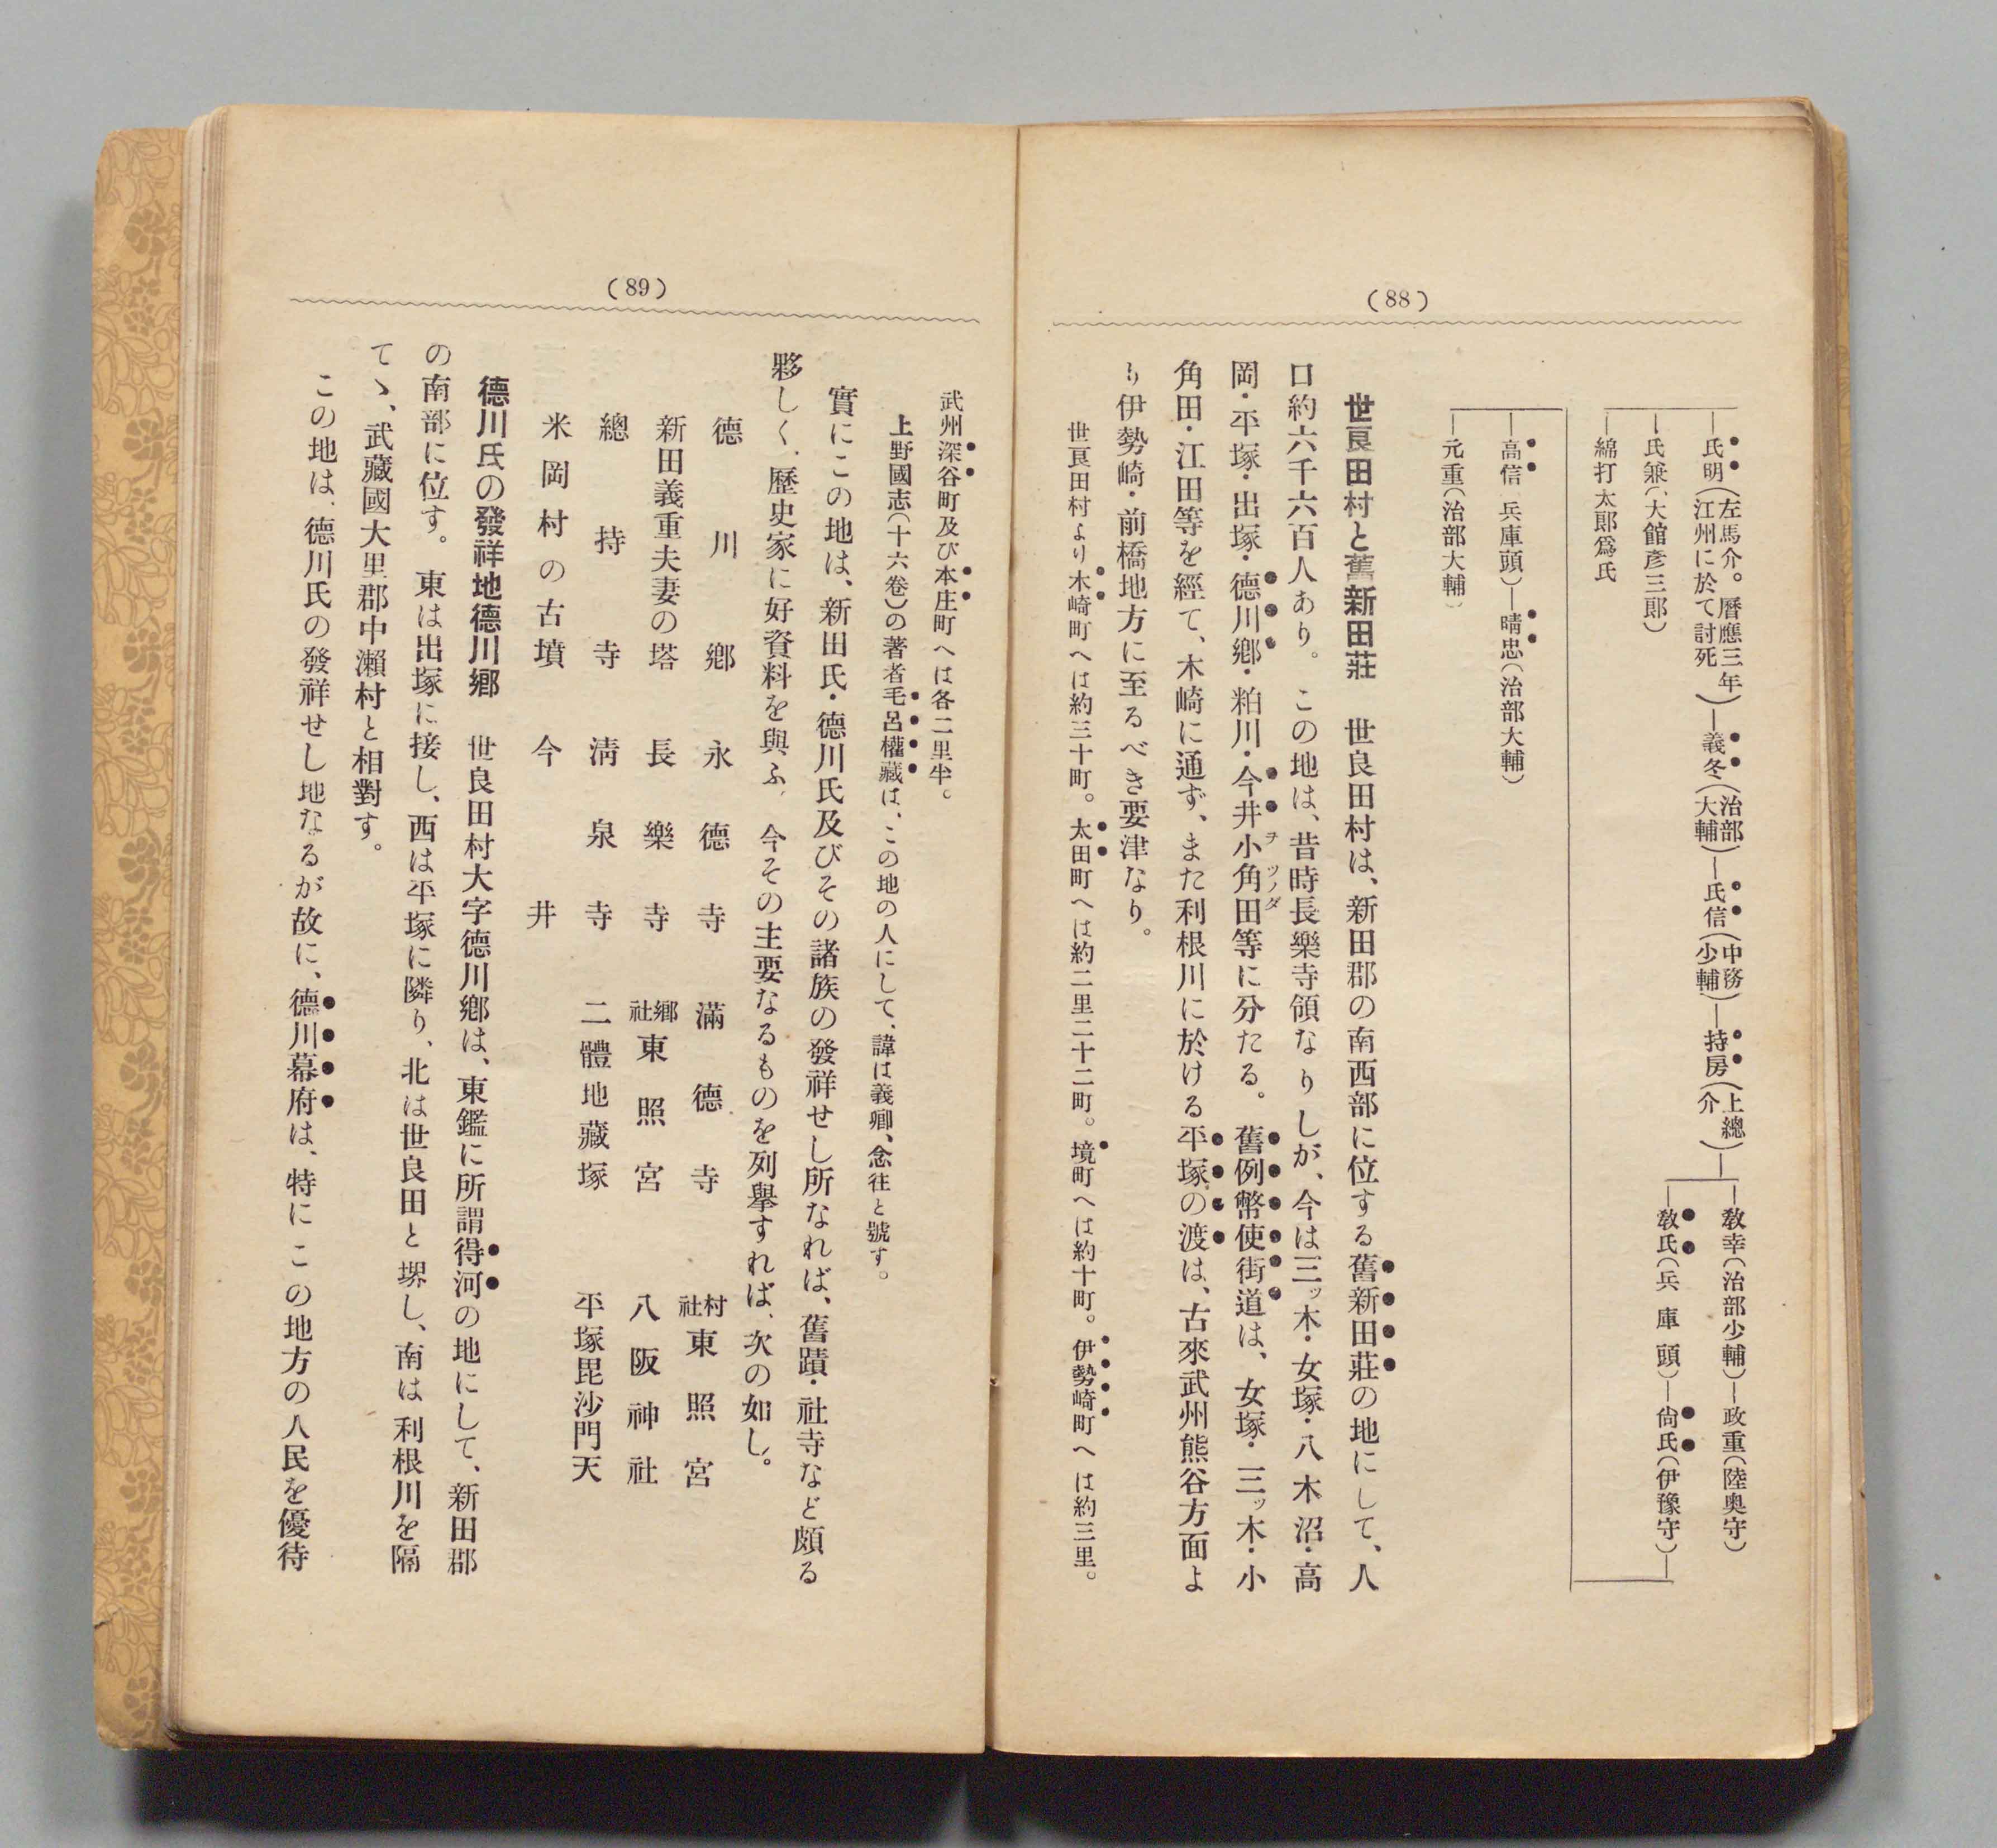 (88)
氏明(左馬介。曆應三年江州に於て討死)―義冬(治部大輔)―氏信(中務少輔)―持房(上總介)―
敎幸(治部少輔)―政重(陸奥守)
敎氏(兵庫頭)―尙氏(伊豫守)―
氏兼(大館彥三郞)
綿打太郞爲氏
高信(兵庫頭)―晴忠(治部大輔)
元重(治部大輔)
世良田村と舊新田莊 世良田村は、新田郡の南西部に位する舊新田莊の地にして、人
口約六千六百人あり。この地は、昔時長樂寺領なりしが、今は三ッ木・女塚・八木沼・高
岡・平塚・出塚・德川鄕・粕川・今井小角田等に分たる。舊例幣使街道は、女塚・三ッ木・小
角田・江田等を經て、木崎に通ず、また利根川に於ける平塚の渡は、古來武州熊谷方面よ
り伊勢崎・前橋地方に至るべき要津なり。
世良田村より木崎町へは約三十町。太田町へは約二里二十二町。境町へは約十町。伊勢崎町へは約三里。
(89)
武州深谷町及び本庄町へは各二里半。
上野國志(十六卷)の著者毛呂權藏は、この地の人にして、諱は義卿、念往と號す。
實にこの地は、新田氏・德川氏及びその諸族の發祥せし所なれば、舊蹟・社寺など頗る
夥しく、歷史家に好資料を與ふ、今その主要なるものを列擧すれば、次の如し。
德川鄕 永德寺 滿德寺 村社東照宮
新田義重夫妻の塔 長樂寺 鄕社東照宮 八阪神社
總持寺 淸泉寺 二體地藏塚 平塚毘沙門天
米岡村の古墳 今井
德川氏の發祥地德川鄕 世良田村大字德川鄕は、東鑑に所謂得河の地にして、新田郡
の南部に位す。東は出塚に接し、西は平塚に隣り、北は世良田と堺し、南は利根川を隔
てゝ、武藏國大里郡中瀨村と相對す。
この地は、德川氏の發祥せし地なるが故に、德川幕府は、特にこの地方の人民を優待